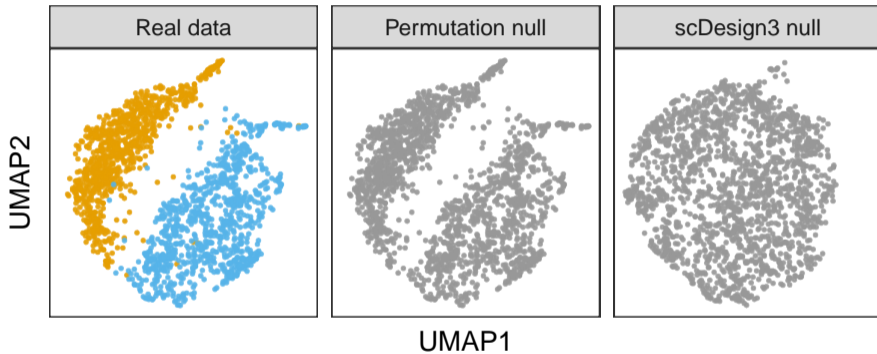 Real data
Permutation null
scDesign3 null
UMAP2
UMAP1